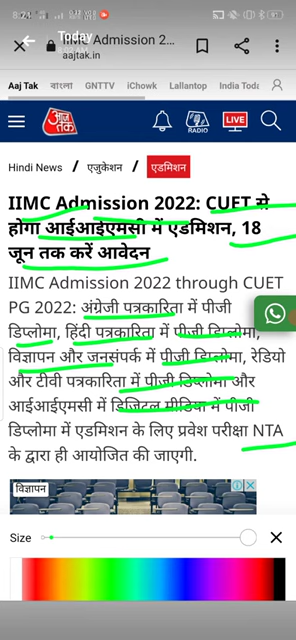 8:24
Today
IIMC Admission 2...
aajtak.in
Aaj Tak বাংলা GNTTV iChowk Lallantop India Toda
आज तक
RADIO
LIVE
Hindi News / एजुकेशन / एडमिशन
IIMC Admission 2022: CUET से
होगा आईआईएमसी में एडमिशन, 18
जून तक करें आवेदन
IIMC Admission 2022 through CUET
PG 2022: अंग्रेजी पत्रकारिता में पीजी
डिप्लोमा, हिंदी पत्रकारिता में पीजी डिप्लोमा,
विज्ञापन और जनसंपर्क में पीजी डिप्लोमा, रेडियो
और टीवी पत्रकारिता में पीजी डिप्लोमा और
आईआईएमसी में डिजिटल मीडिया में पीजी
डिप्लोमा में एडमिशन के लिए प्रवेश परीक्षा NTA
के द्वारा ही आयोजित की जाएगी.
विज्ञापन
Size